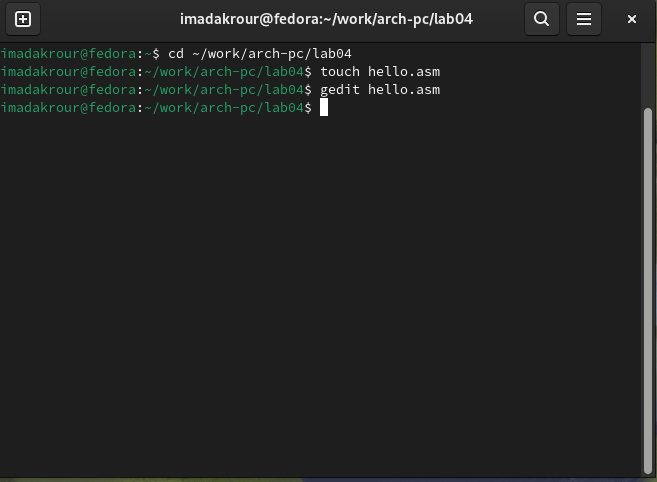 imadakrour@fedora:~/work/arch-pc/lab04
imadakrour@fedora:~$ cd ~/work/arch-pc/lab04
imadakrour@fedora:~/work/arch-pc/lab04$ touch hello.asm
imadakrour@fedora:~/work/arch-pc/lab04$ gedit hello.asm
imadakrour@fedora:~/work/arch-pc/lab04$